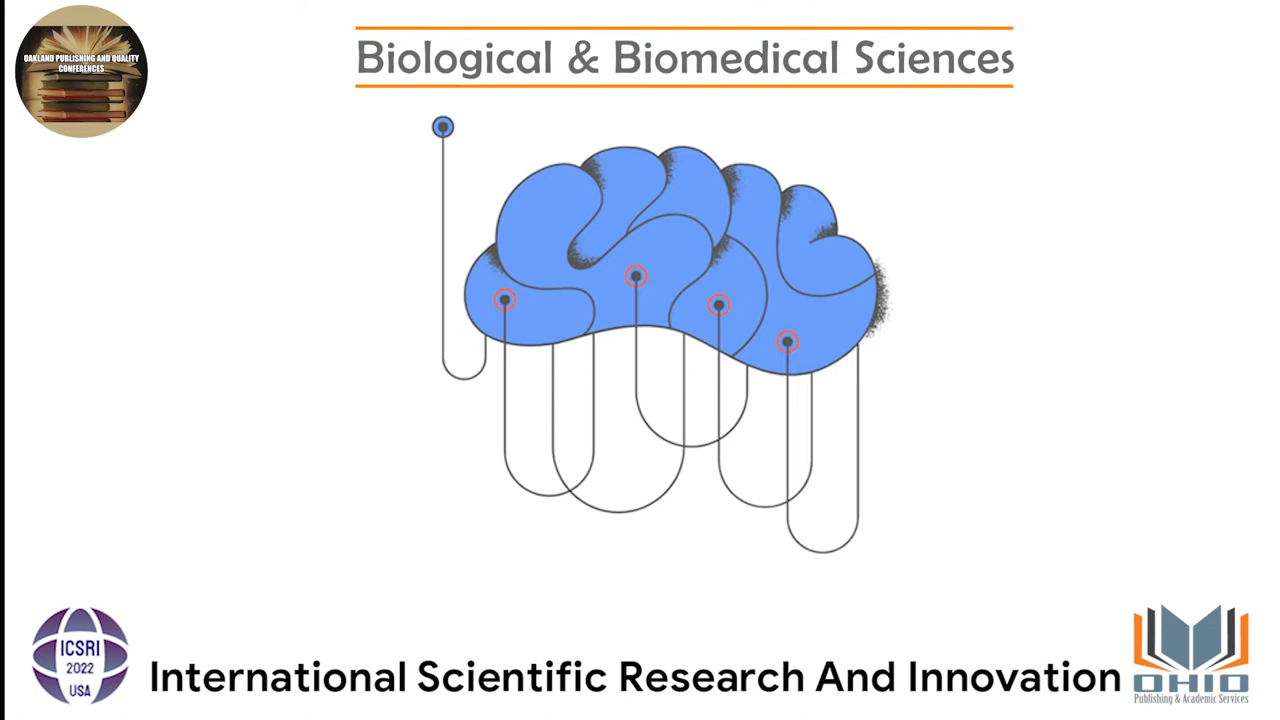 OAKLAND PUBLISHING AND QUALITY
CONFERENCES
Biological & Biomedical Sciences
ICSRI
2022
USA
International Scientific Research And Innovation
OHIO
Publishing & Academic Services